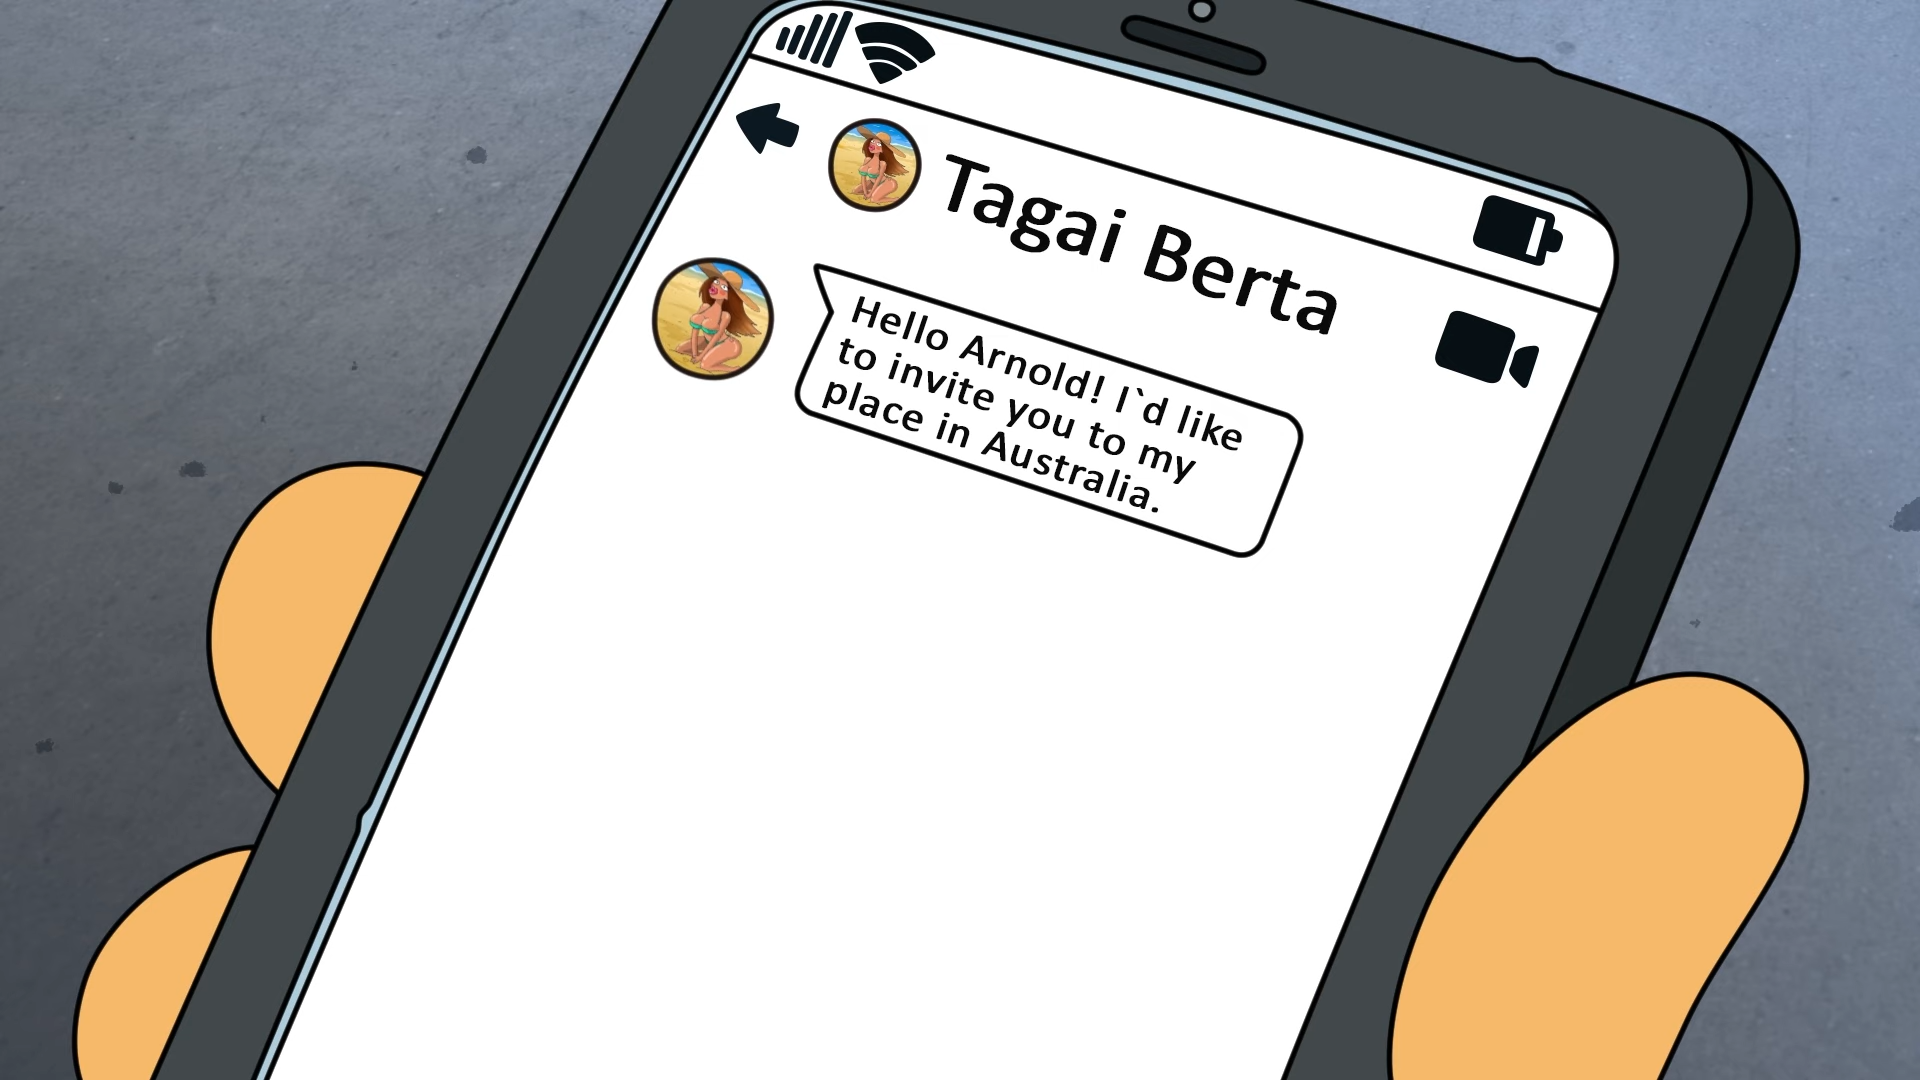 Tagai Berta
Hello Arnold! I`d like
to invite you to my
place in Australia.